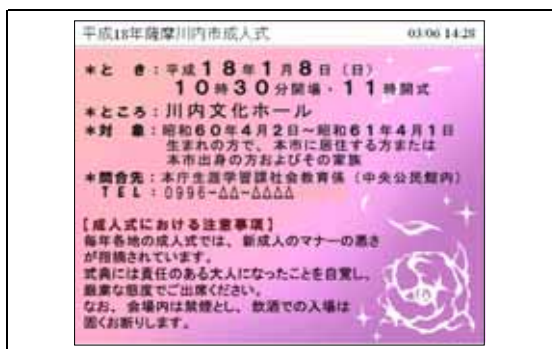 平成18年薩摩川内市成人式 03/06 14:28
*と き:平成18年1月8日(日)
10時30分開場・11時開式
*ところ:川内文化ホール
*対 象:昭和60年4月2日~昭和61年4月1日
生まれの方で、本市に居住する方または
本市出身の方およびその家族
*問合先:本庁生涯学習課社会教育係(中央公民館内)
TEL:0996-△△-△△△△
【成人式における注意事項】
毎年各地の成人式では、新成人のマナーの悪さ
が指摘されています。
式典には責任のある大人になったことを自覚し、
厳粛な態度でご出席ください。
なお、会場内は禁煙とし、飲酒での入場は
固くお断りします。